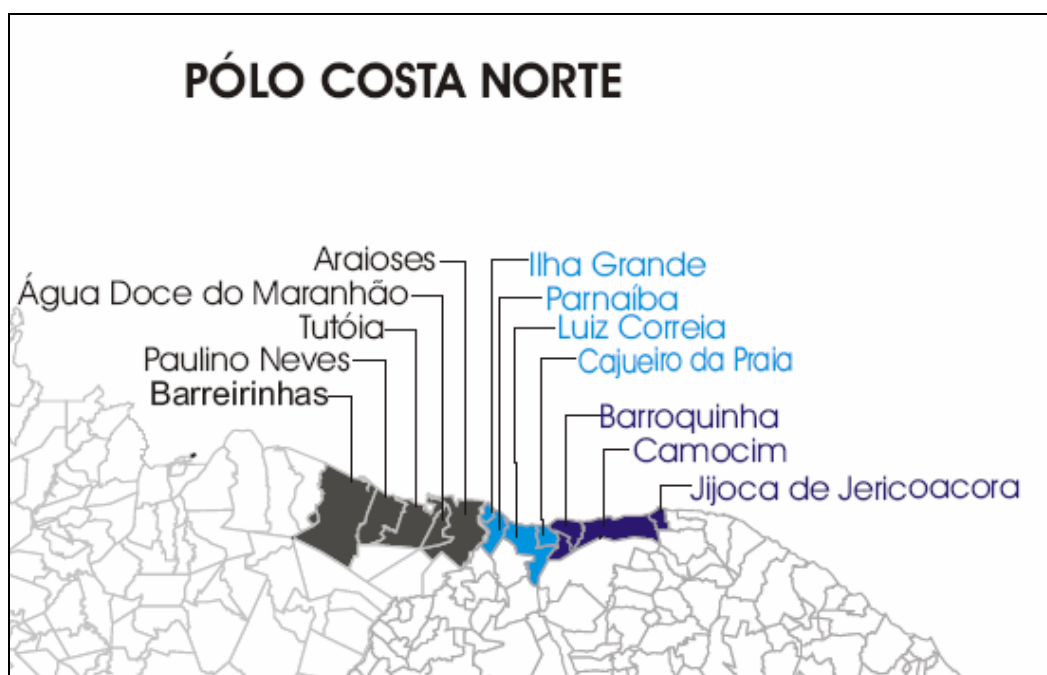 PÓLO COSTA NORTE
Araioses
Água Doce do Maranhão
Tutóia
Paulino Neves
Barreirinhas
Ilha Grande
Parnaíba
Luiz Correia
Cajueiro da Praia
Barroquinha
Camocim
Jijoca de Jericoacora